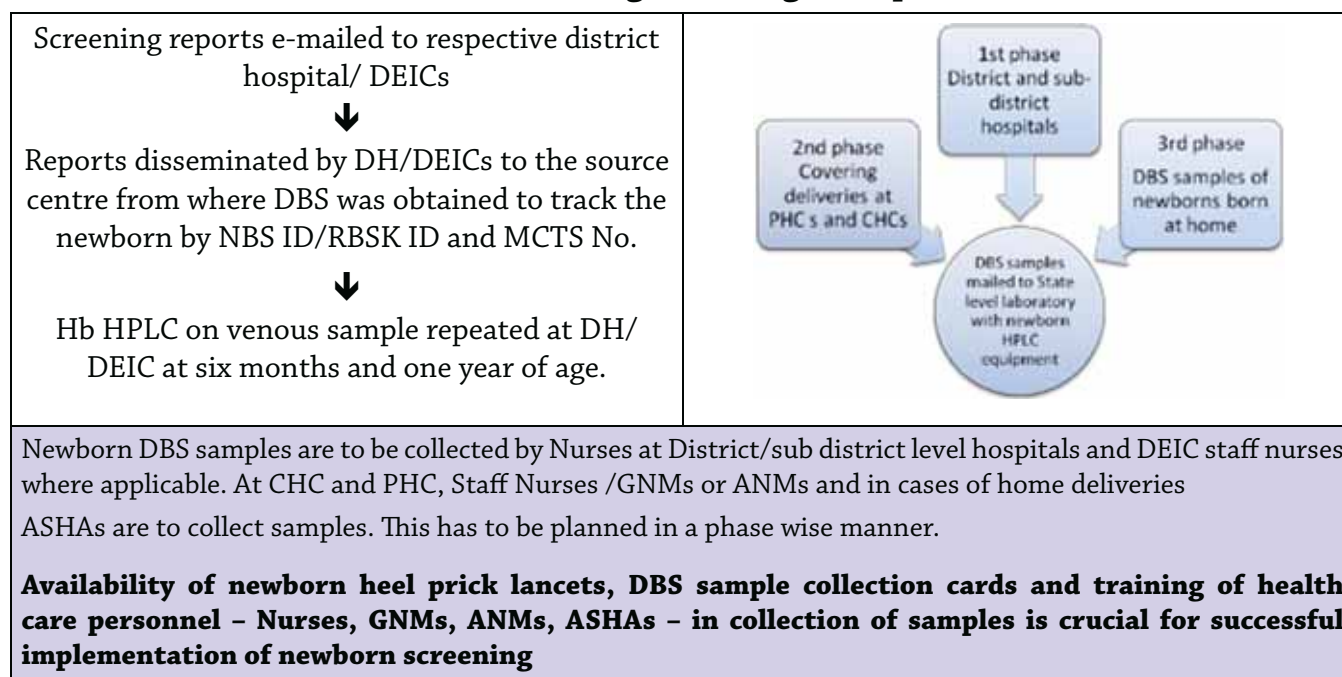 Screening reports e-mailed to respective district
hospital/ DEICs
Reports disseminated by DH/DEICs to the source
centre from where DBS was obtained to track the
newborn by NBS ID/RBSK ID and MCTS No.
Hb HPLC on venous sample repeated at DH/
DEIC at six months and one year of age.
1st phase
District and sub-
district
hospitals
2nd phase
Covering
deliveries at
PHC s and CHCs
3rd phase
DBS samples of
newborns born
at home
DBS samples
mailed to State
level laboratory
with newborn
HPLC
equipment
Newborn DBS samples are to be collected by Nurses at District/sub district level hospitals and DEIC staff nurses
where applicable. At CHC and PHC, Staff Nurses /GNMs or ANMs and in cases of home deliveries
ASHAs are to collect samples. This has to be planned in a phase wise manner.
Availability of newborn heel prick lancets, DBS sample collection cards and training of health
care personnel – Nurses, GNMs, ANMs, ASHAs – in collection of samples is crucial for successful
implementation of newborn screening